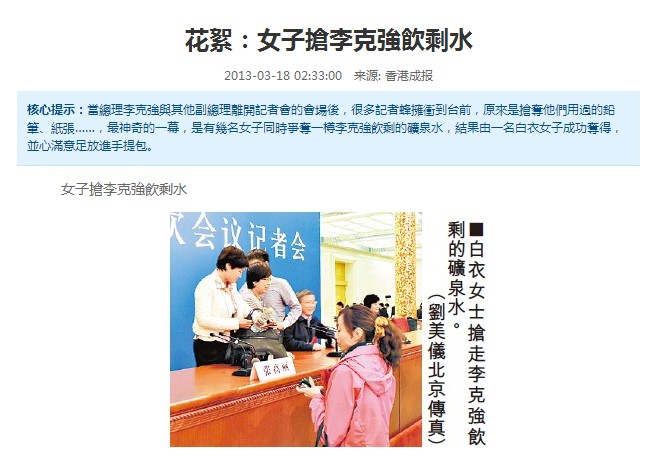 花絮：女子搶李克強飲剩水
2013-03-18 02:33:00 来源: 香港成报
核心提示：當總理李克強與其他副總理離開記者會的會場後，很多記者蜂擁衝到台前，原來是搶奪他們用過的鉛
筆、紙張……，最神奇的一幕，是有幾名女子同時爭奪一樽李克強飲剩的礦泉水，結果由一名白衣女子成功奪得，
並心滿意足放進手提包。
女子搶李克強飲剩水
次会议记者会
張高麗
■白衣女士搶走李克強飲
剩的礦泉水。
（劉美儀北京傳真）